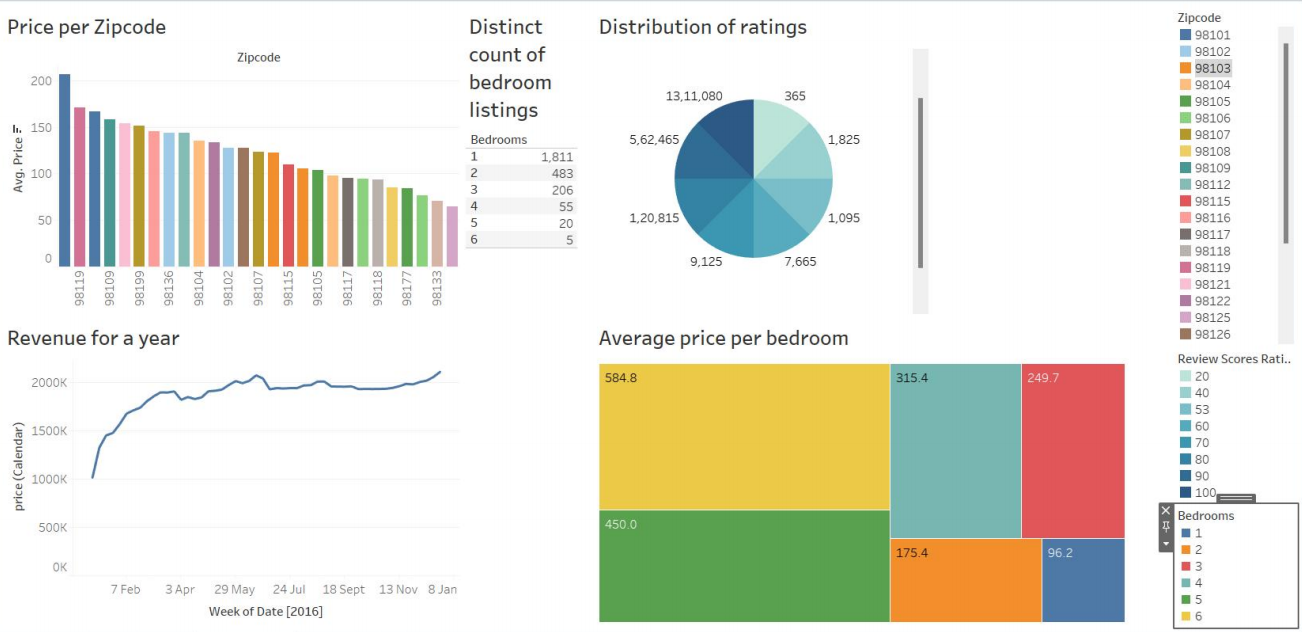 Price per Zipcode
Zipcode
200
150
100
50
0
Avg. Price
98119
98109
98199
98136
98104
98102
98107
98115
98105
98117
98118
98177
98133
Distinct
count of
bedroom
listings
Bedrooms
1 1,811
2 483
3 206
4 55
5 20
6 5
Distribution of ratings
13,11,080
365
5,62,465
1,825
1,20,815
1,095
9,125
7,665
Zipcode
98101
98102
98103
98104
98105
98106
98107
98108
98109
98112
98115
98116
98117
98118
98119
98121
98122
98125
98126
Revenue for a year
2000K
1500K
1000K
500K
0K
price (Calendar)
7 Feb
3 Apr
29 May
24 Jul
18 Sept
13 Nov
8 Jan
Week of Date [2016]
Average price per bedroom
584.8
315.4
249.7
450.0
175.4
96.2
Review Scores Rati..
20
40
53
60
70
80
90
100
Bedrooms
1
2
3
4
5
6